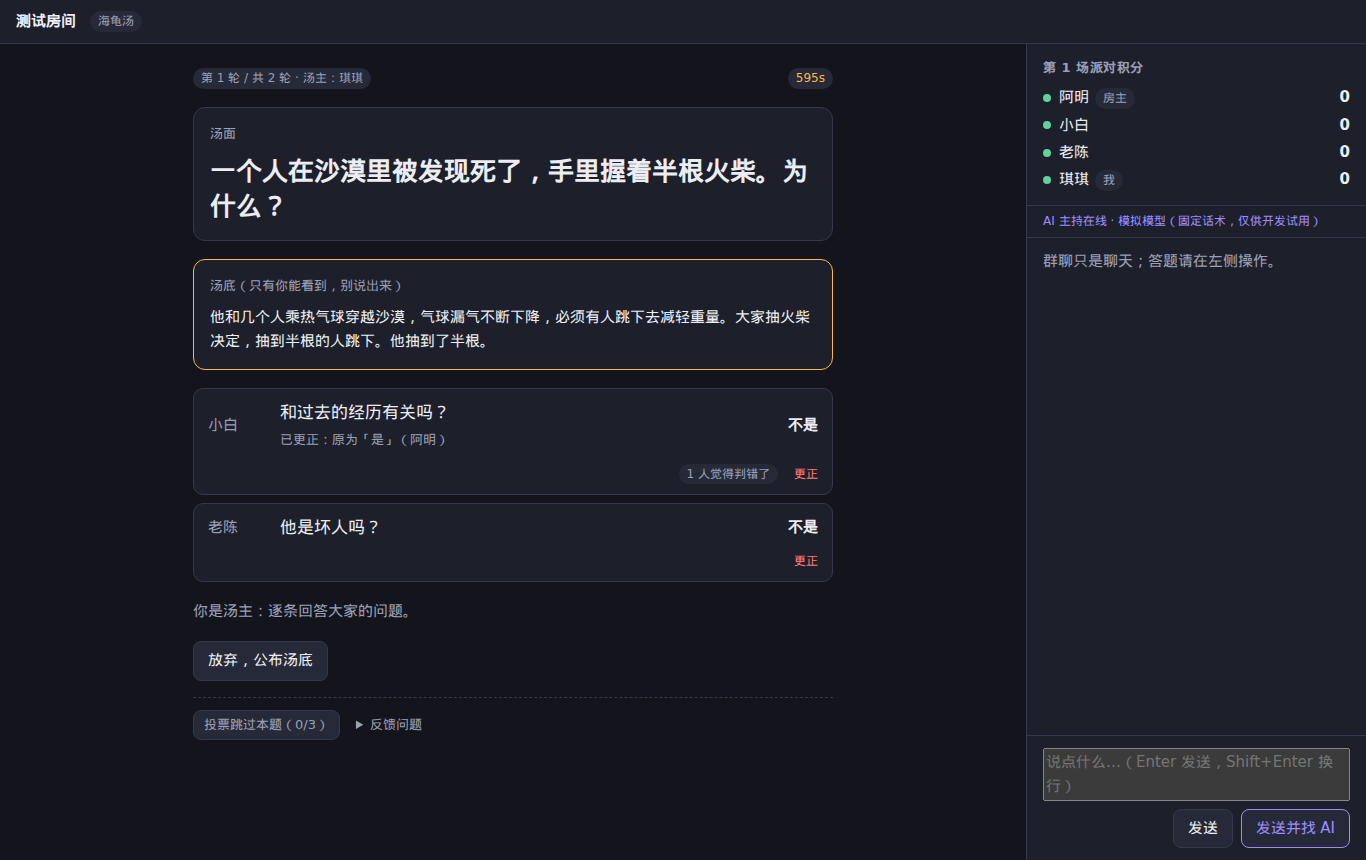 测试房间 海龟汤
第 1 轮 / 共 2 轮 · 汤主：琪琪 595s
汤面
一个人在沙漠里被发现死了，手里握着半根火柴。为
什么？
汤底（只有你能看到，别说出来）
他和几个人乘热气球穿越沙漠，气球漏气不断下降，必须有人跳下去减轻重量。大家抽火柴
决定，抽到半根的人跳下。他抽到了半根。
小白 和过去的经历有关吗？ 不是
已更正：原为「是」（阿明）
1 人觉得判错了 更正
老陈 他是坏人吗？ 不是
更正
你是汤主：逐条回答大家的问题。
放弃，公布汤底
投票跳过本题（0/3） ▶ 反馈问题
第 1 场派对积分
阿明 房主 0
小白 0
老陈 0
琪琪 我 0
AI 主持在线 · 模拟模型（固定话术，仅供开发试用）
群聊只是聊天；答题请在左侧操作。
说点什么…（Enter 发送，Shift+Enter 换
行）
发送 发送并找 AI